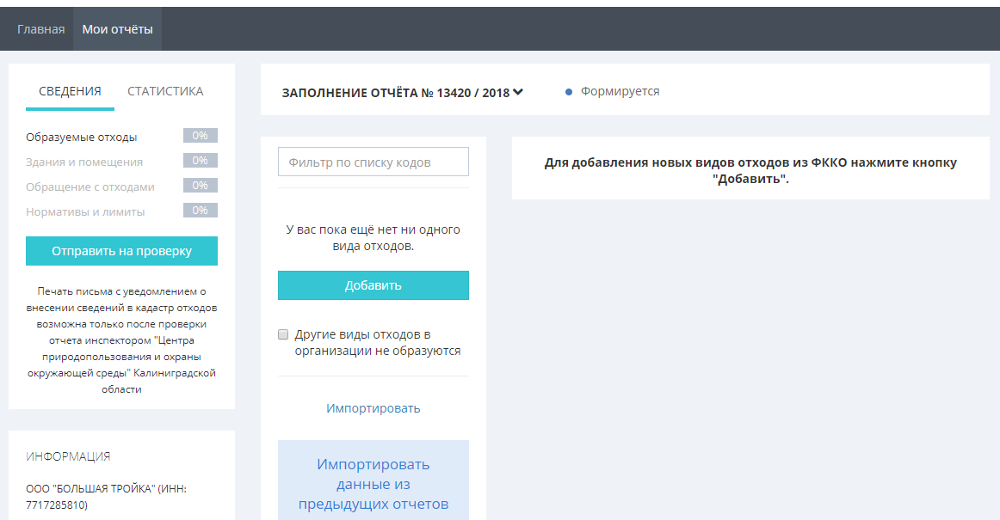 Главная Мои отчёты
СВЕДЕНИЯ СТАТИСТИКА
Образуемые отходы 0%
Здания и помещения 0%
Обращение с отходами 0%
Нормативы и лимиты 0%
Отправить на проверку
Печать письма с уведомлением о
внесении сведений в кадастр отходов
возможна только после проверки
отчета инспектором "Центра
природопользования и охраны
окружающей среды" Калиниградской
области
ИНФОРМАЦИЯ
ООО "БОЛЬШАЯ ТРОЙКА" (ИНН:
7717285810)
ЗАПОЛНЕНИЕ ОТЧЁТА № 13420 / 2018 Формируется
Фильтр по списку кодов
У вас пока ещё нет ни одного
вида отходов.
Добавить
Другие виды отходов в
организации не образуются
Импортировать
Импортировать
данные из
предыдущих отчетов
Для добавления новых видов отходов из ФККО нажмите кнопку
"Добавить".